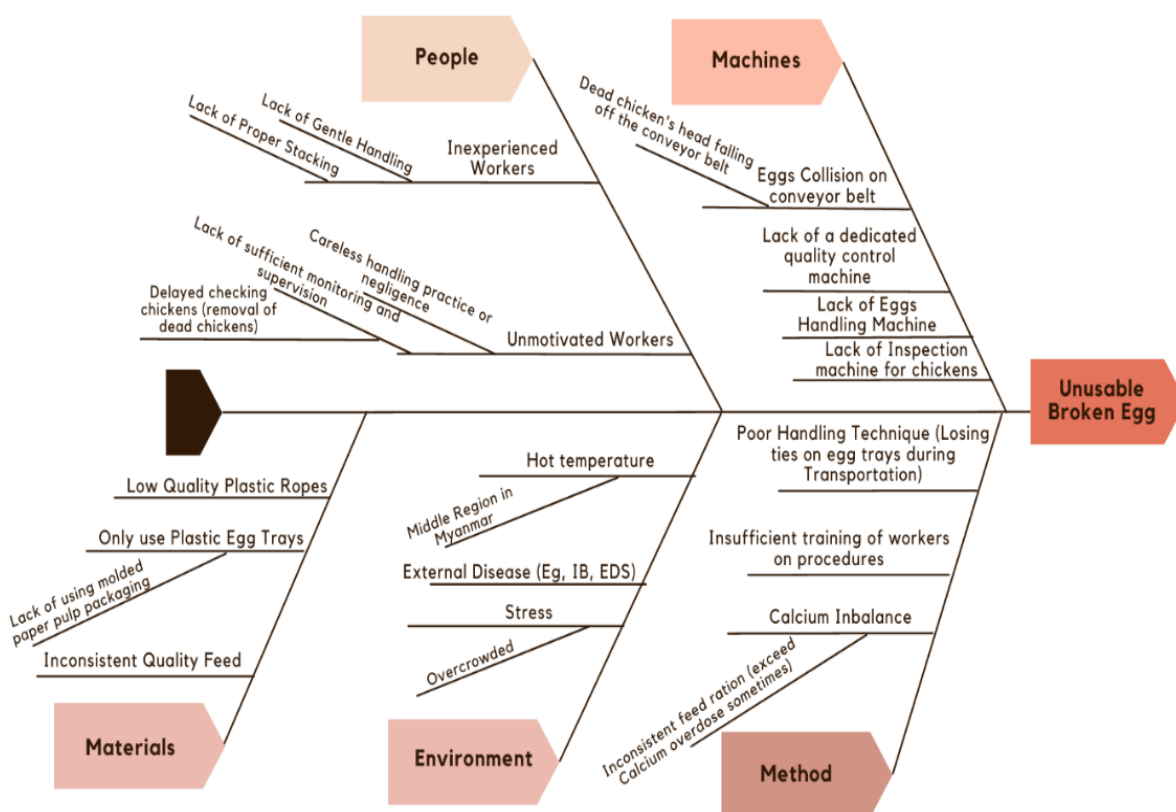 People
Lack of Gentle Handling
Lack of Proper Stacking
Inexperienced
Workers
Careless handling practice or
negligence
Lack of sufficient monitoring and
supervision
Delayed checking
chickens (removal of
dead chickens)
Unmotivated Workers
Machines
Dead chicken's head falling
off the conveyor belt
Eggs Collision on
conveyor belt
Lack of a dedicated
quality control
machine
Lack of Eggs
Handling Machine
Lack of Inspection
machine for chickens
Unusable
Broken Egg
Low Quality Plastic Ropes
Only use Plastic Egg Trays
Lack of using molded
paper pulp packaging
Inconsistent Quality Feed
Materials
Hot temperature
Middle Region in
Myanmar
External Disease (Eg, IB, EDS)
Stress
Overcrowded
Environment
Poor Handling Technique (Losing
ties on egg trays during
Transportation)
Insufficient training of workers
on procedures
Calcium Inbalance
Inconsistent feed ration (exceed
Calcium overdose sometimes)
Method